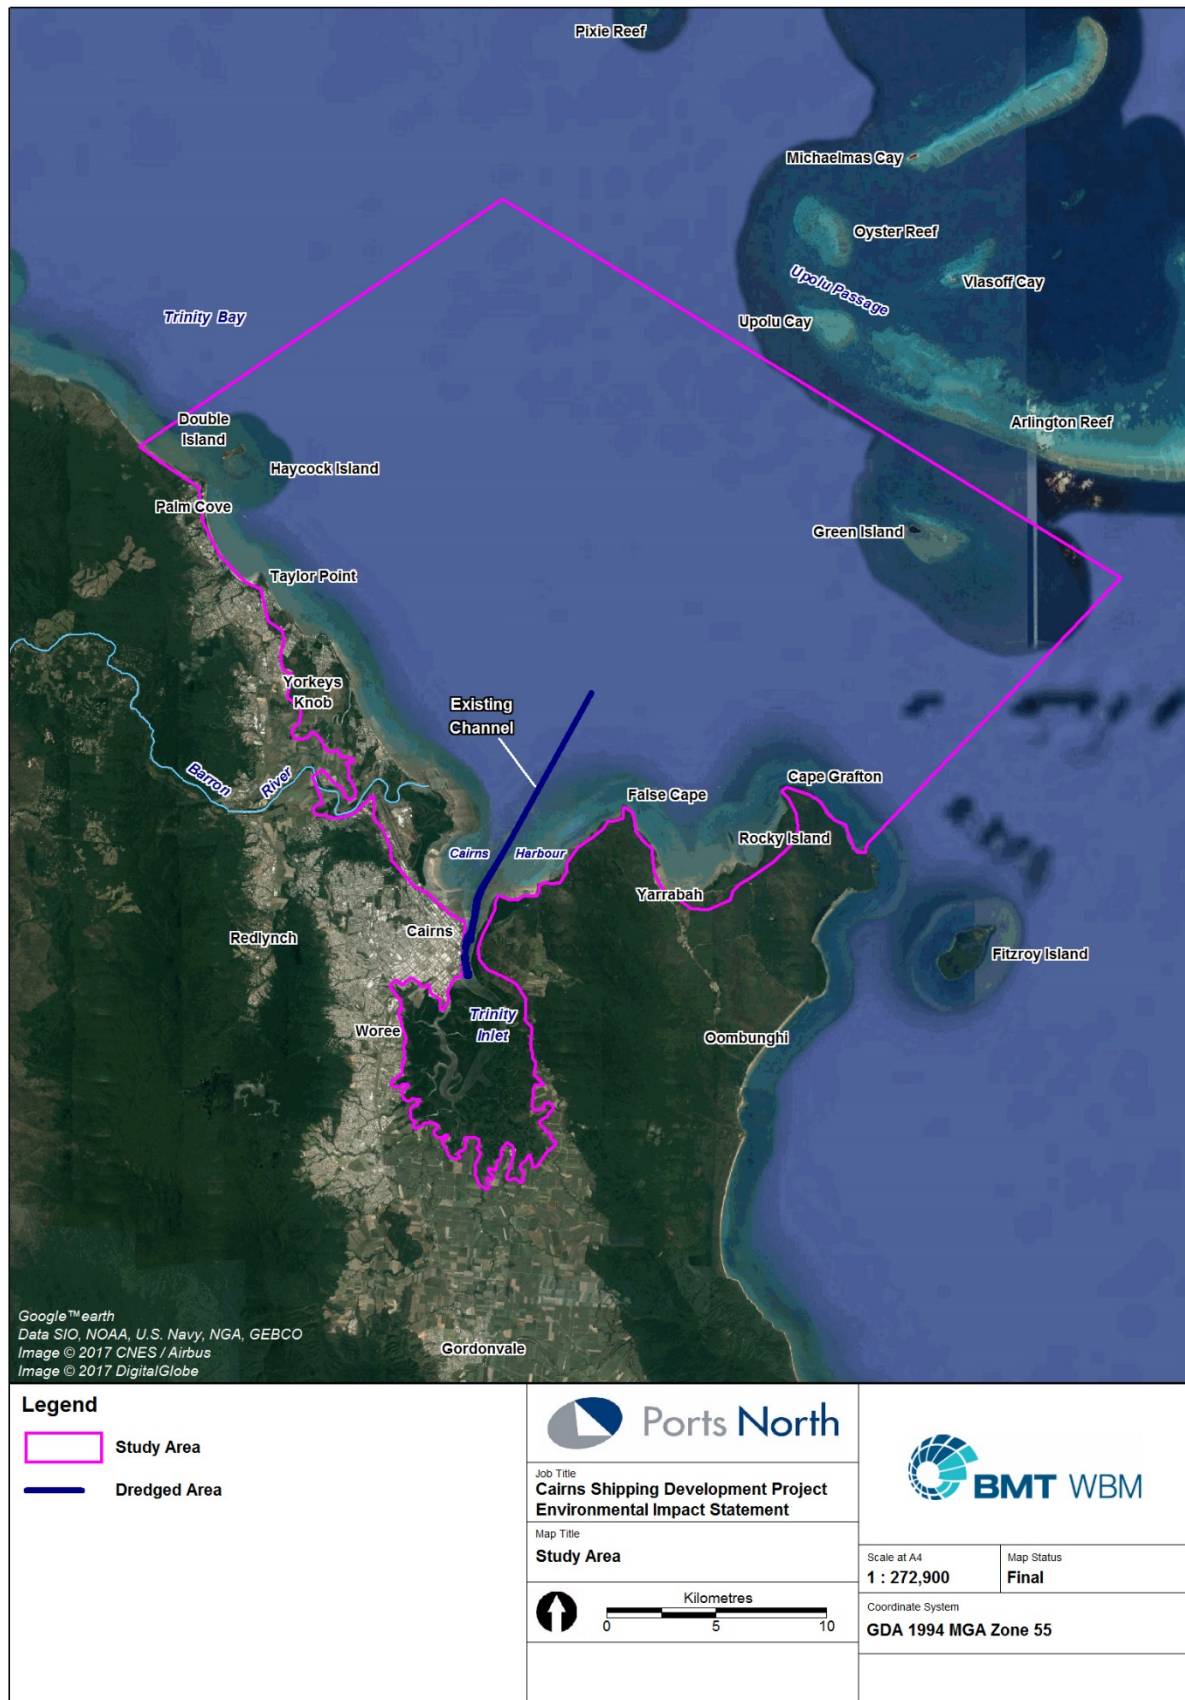 Pixie Reef
Michaelmas Cay
Oyster Reef
Upolu Passage
Vlasoff Cay
Trinity Bay
Upolu Cay
Double
Island
Arlington Reef
Haycock Island
Palm Cove
Green Island
Taylor Point
Yorkeys
Knob
Existing
Channel
Barron River
Cape Grafton
False Cape
Rocky Island
Cairns Harbour
Yarrabah
Cairns
Redlynch
Fitzroy Island
Trinity
Inlet
Woree
Oombunghi
Google™earth
Data SIO, NOAA, U.S. Navy, NGA, GEBCO
Image © 2017 CNES / Airbus
Image © 2017 DigitalGlobe
Gordonvale
Legend
Study Area
Dredged Area
Ports North
Job Title
Cairns Shipping Development Project
Environmental Impact Statement
Map Title
Study Area
Kilometres
0 5 10
BMT WBM
Scale at A4
1 : 272,900
Map Status
Final
Coordinate System
GDA 1994 MGA Zone 55